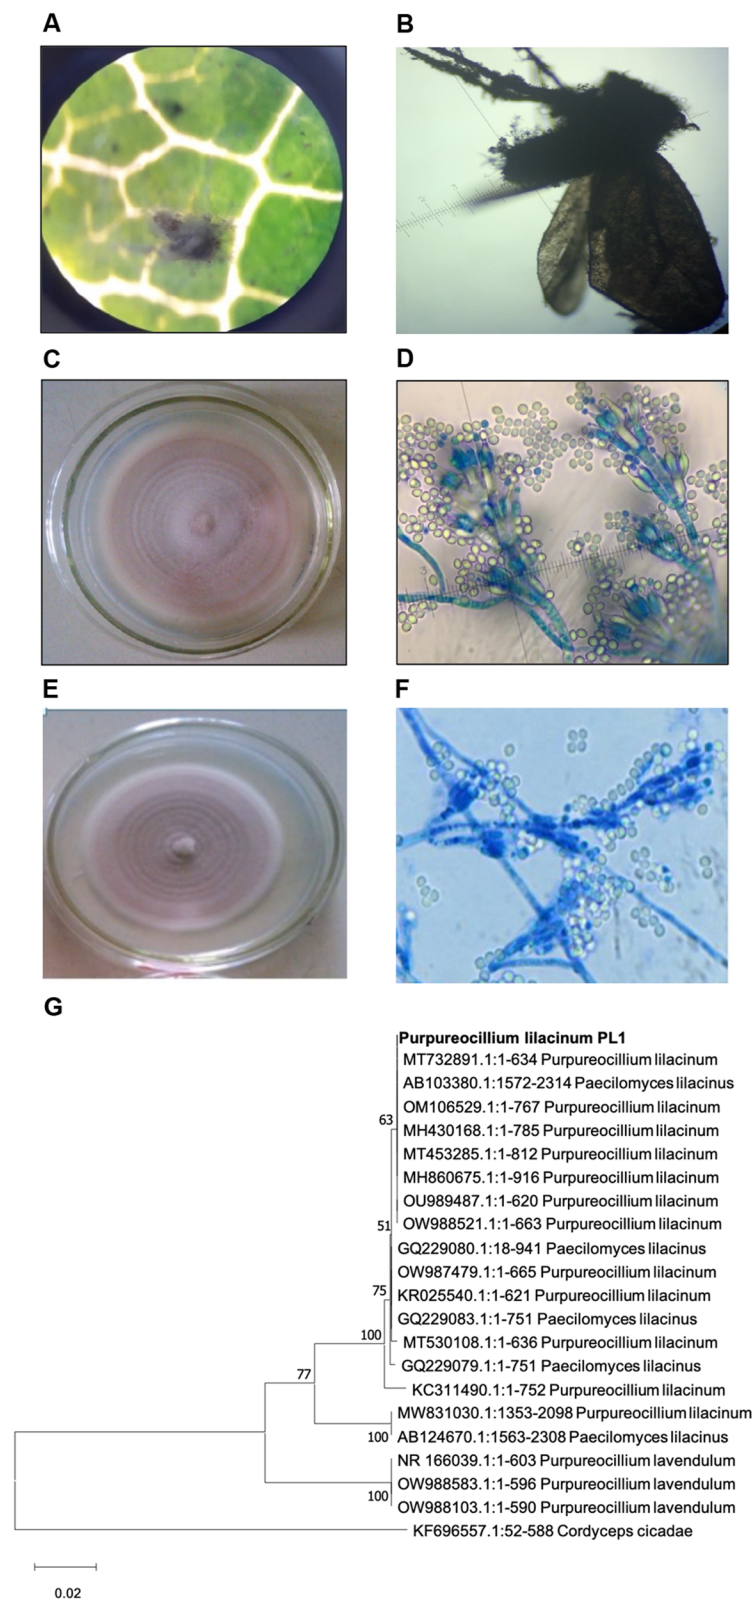 A
B
C
D
E
F
G
Purpureocillium lilacinum PL1
MT732891.1:1-634 Purpureocillium lilacinum
AB103380.1:1572-2314 Paecilomyces lilacinus
OM106529.1:1-767 Purpureocillium lilacinum
63
MH430168.1:1-785 Purpureocillium lilacinum
MT453285.1:1-812 Purpureocillium lilacinum
MH860675.1:1-916 Purpureocillium lilacinum
OU989487.1:1-620 Purpureocillium lilacinum
51
OW988521.1:1-663 Purpureocillium lilacinum
GQ229080.1:18-941 Paecilomyces lilacinus
OW987479.1:1-665 Purpureocillium lilacinum
75
KR025540.1:1-621 Purpureocillium lilacinum
GQ229083.1:1-751 Paecilomyces lilacinus
100
MT530108.1:1-636 Purpureocillium lilacinum
GQ229079.1:1-751 Paecilomyces lilacinus
77
KC311490.1:1-752 Purpureocillium lilacinum
MW831030.1:1353-2098 Purpureocillium lilacinum
100
AB124670.1:1563-2308 Paecilomyces lilacinus
NR 166039.1:1-603 Purpureocillium lavendulum
OW988583.1:1-596 Purpureocillium lavendulum
100
OW988103.1:1-590 Purpureocillium lavendulum
KF696557.1:52-588 Cordyceps cicadae
0.02